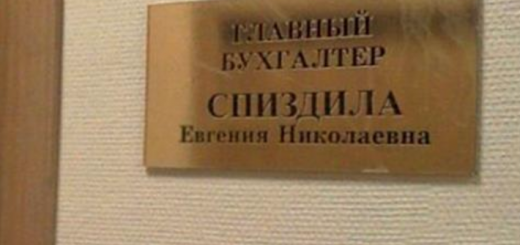 ГЛАВНЫЙ
БУХГАЛТЕР
СПИЗДИЛА
Евгения Николаевна